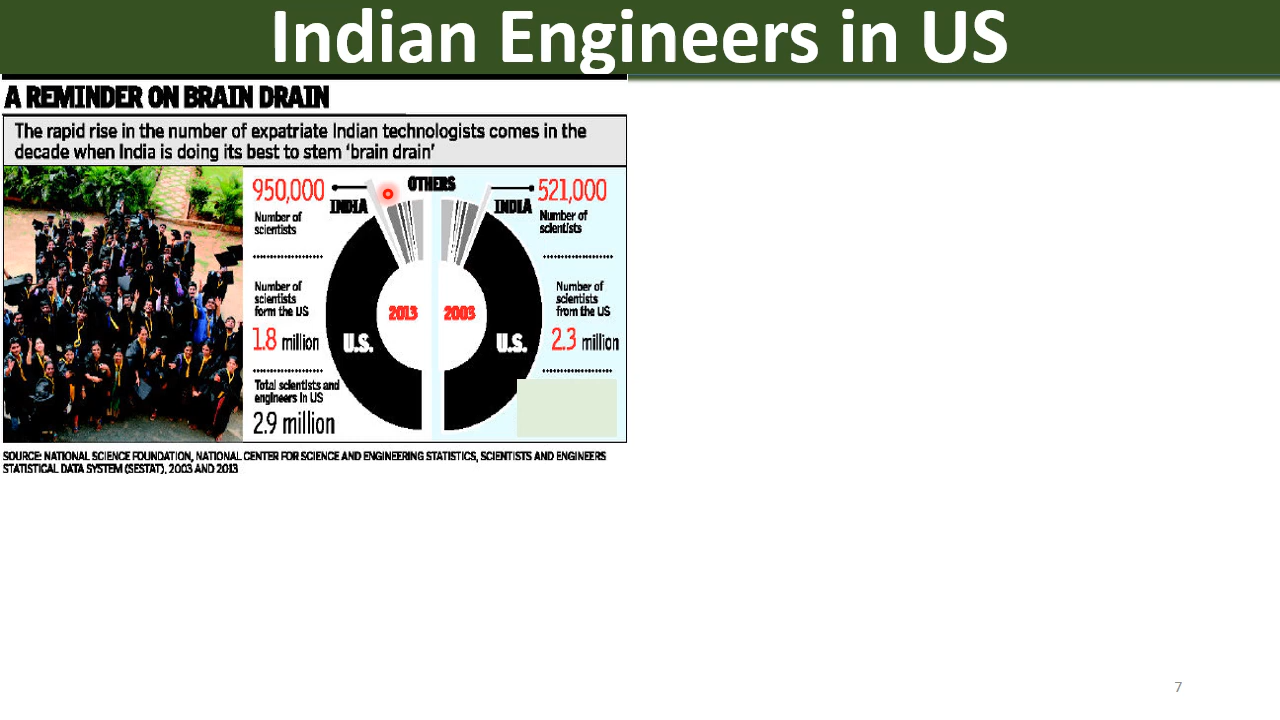 Indian Engineers in US
A REMINDER ON BRAIN DRAIN
The rapid rise in the number of expatriate Indian technologists comes in the
decade when India is doing its best to stem ‘brain drain’
950,000
INDIA
Number of
scientists
Number of
scientists
form the US
1.8 million
Total scientists and
engineers in US
2.9 million
OTHERS
2013
2003
U.S.
U.S.
INDIA
521,000
Number of
scientists
Number of
scientists
from the US
2.3 million
SOURCE: NATIONAL SCIENCE FOUNDATION, NATIONAL CENTER FOR SCIENCE AND ENGINEERING STATISTICS, SCIENTISTS AND ENGINEERS
STATISTICAL DATA SYSTEM (SESTAT), 2003 AND 2013
7